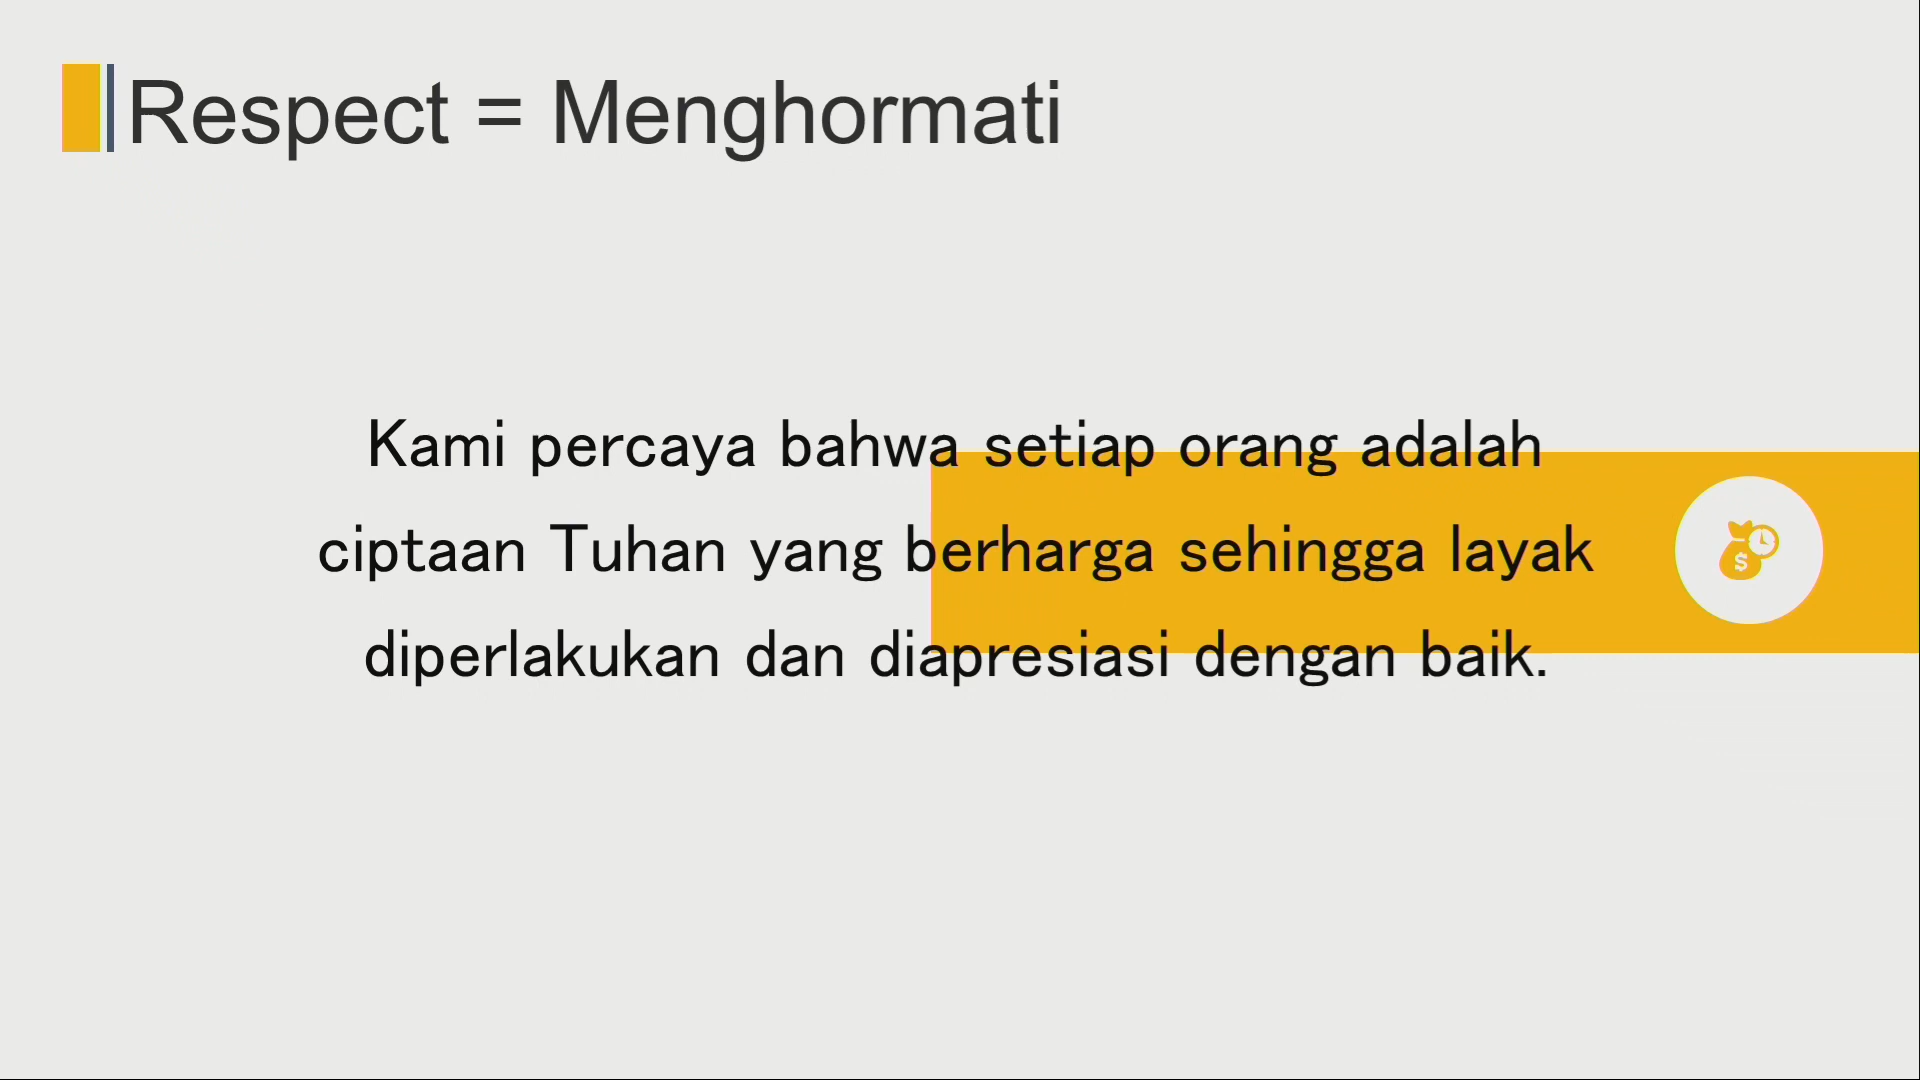 Respect = Menghormati
Kami percaya bahwa setiap orang adalah
ciptaan Tuhan yang berharga sehingga layak
diperlakukan dan diapresiasi dengan baik.
$